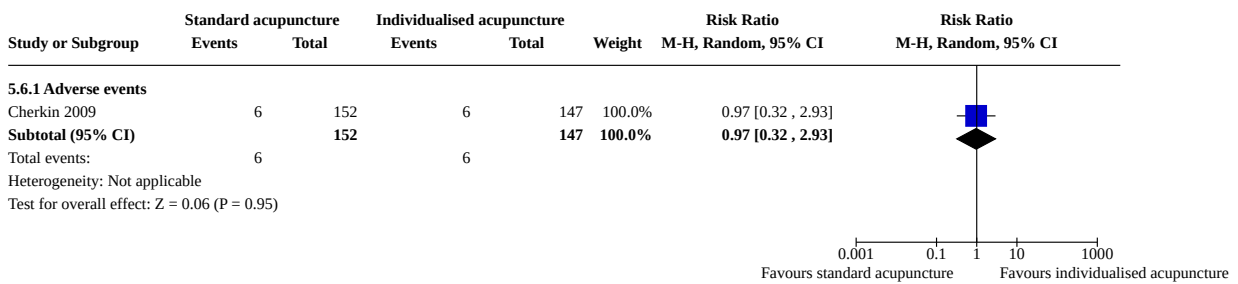 Standard acupuncture Individualised acupuncture Risk Ratio Risk Ratio
Study or Subgroup Events Total Events Total Weight M-H, Random, 95% CI M-H, Random, 95% CI
5.6.1 Adverse events
Cherkin 2009 6 152 6 147 100.0% 0.97 [0.32 , 2.93]
Subtotal (95% CI) 152 147 100.0% 0.97 [0.32 , 2.93]
Total events: 6 6
Heterogeneity: Not applicable
Test for overall effect: Z = 0.06 (P = 0.95)
0.001 0.1 1 10 1000
Favours standard acupuncture Favours individualised acupuncture